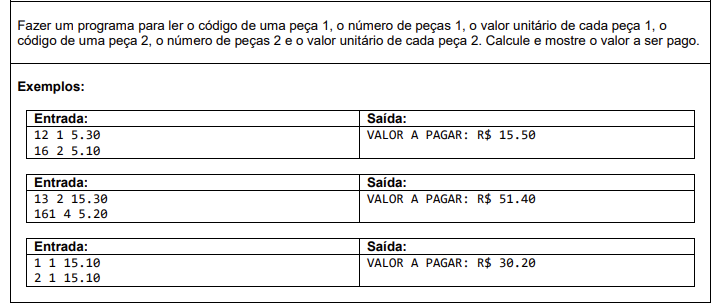 Fazer um programa para ler o código de uma peça 1, o número de peças 1, o valor unitário de cada peça 1, o
código de uma peça 2, o número de peças 2 e o valor unitário de cada peça 2. Calcule e mostre o valor a ser pago.
Exemplos:
Entrada: Saída:
12 1 5.30 VALOR A PAGAR: R$ 15.50
16 2 5.10
Entrada: Saída:
13 2 15.30 VALOR A PAGAR: R$ 51.40
161 4 5.20
Entrada: Saída:
1 1 15.10 VALOR A PAGAR: R$ 30.20
2 1 15.10